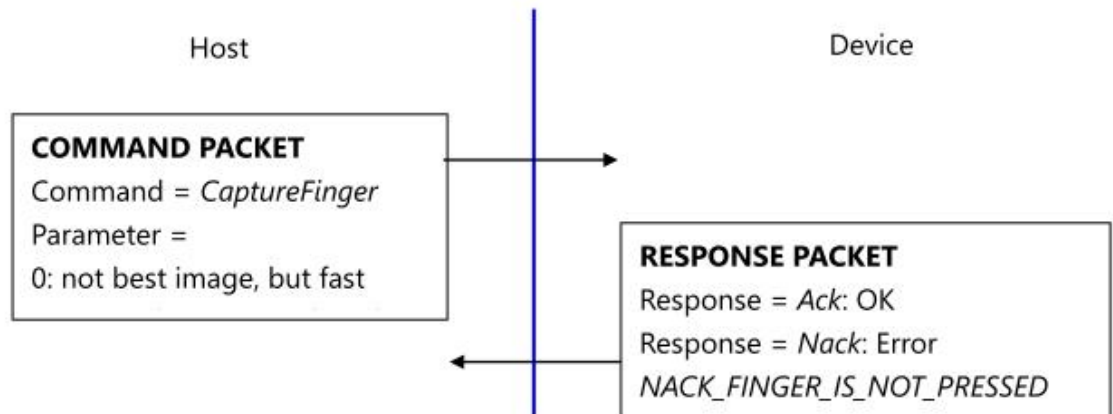 Host
Device
COMMAND PACKET
Command = CaptureFinger
Parameter =
0: not best image, but fast
RESPONSE PACKET
Response = Ack: OK
Response = Nack: Error
NACK_FINGER_IS_NOT_PRESSED